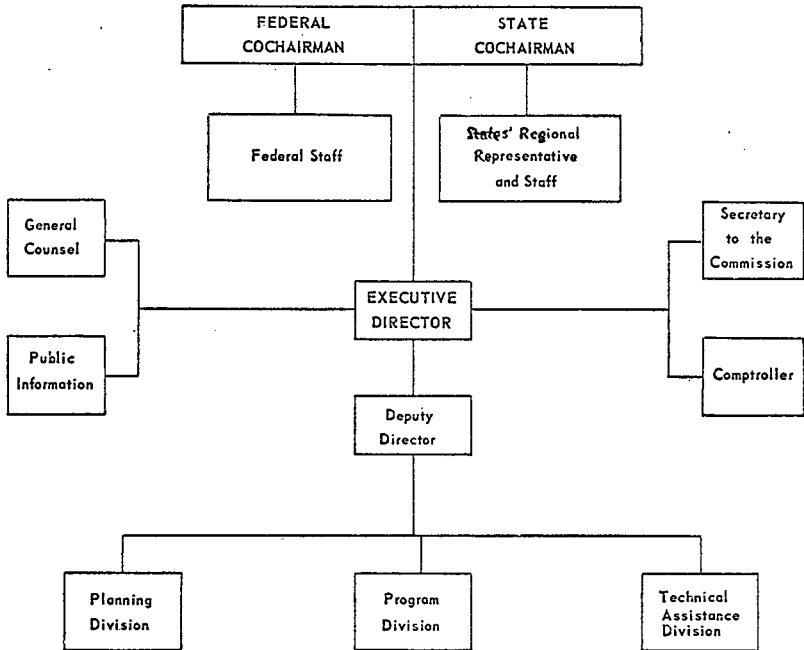 FEDERAL
COCHAIRMAN
STATE
COCHAIRMAN
Federal Staff
States' Regional
Representative
and Staff
General
Counsel
Secretary
to the
Commission
EXECUTIVE
DIRECTOR
Public
Information
Comptroller
Deputy
Director
Planning
Division
Program
Division
Technical
Assistance
Division